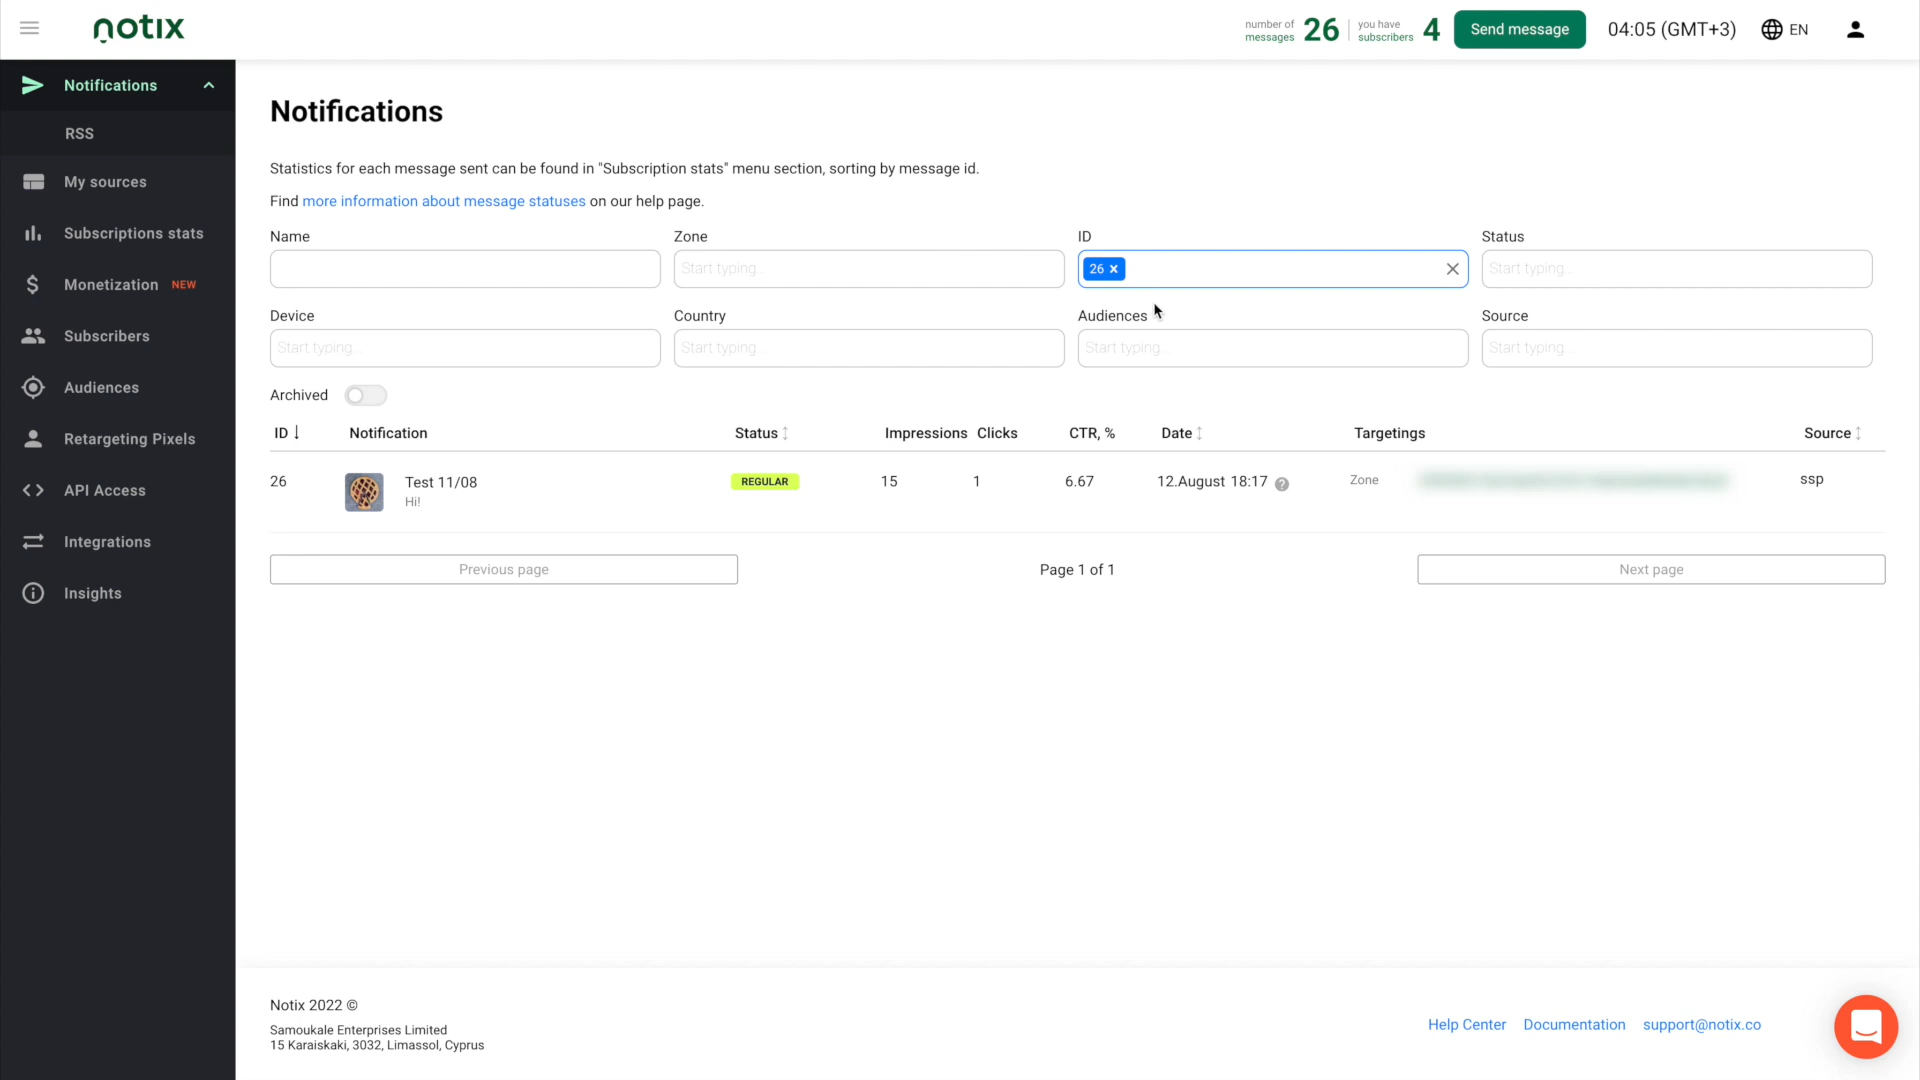 notix
number of
messages
26
you have
subscribers
4
Send message
04:05 (GMT+3)
EN
Notifications
RSS
My sources
Subscriptions stats
Monetization NEW
Subscribers
Audiences
Retargeting Pixels
API Access
Integrations
Insights
Notifications
Statistics for each message sent can be found in "Subscription stats" menu section, sorting by message id.
Find more information about message statuses on our help page.
Name Zone ID Status
Start typing... 26 Start typing...
Device Country Audiences Source
Start typing... Start typing... Start typing... Start typing...
Archived
ID Notification Status Impressions Clicks CTR, % Date Targetings Source
26 Test 11/08 REGULAR 15 1 6.67 12.August 18:17 Zone ssp
Hi!
Previous page Page 1 of 1 Next page
Notix 2022 ©
Samoukale Enterprises Limited
15 Karaiskaki, 3032, Limassol, Cyprus
Help Center Documentation support@notix.co